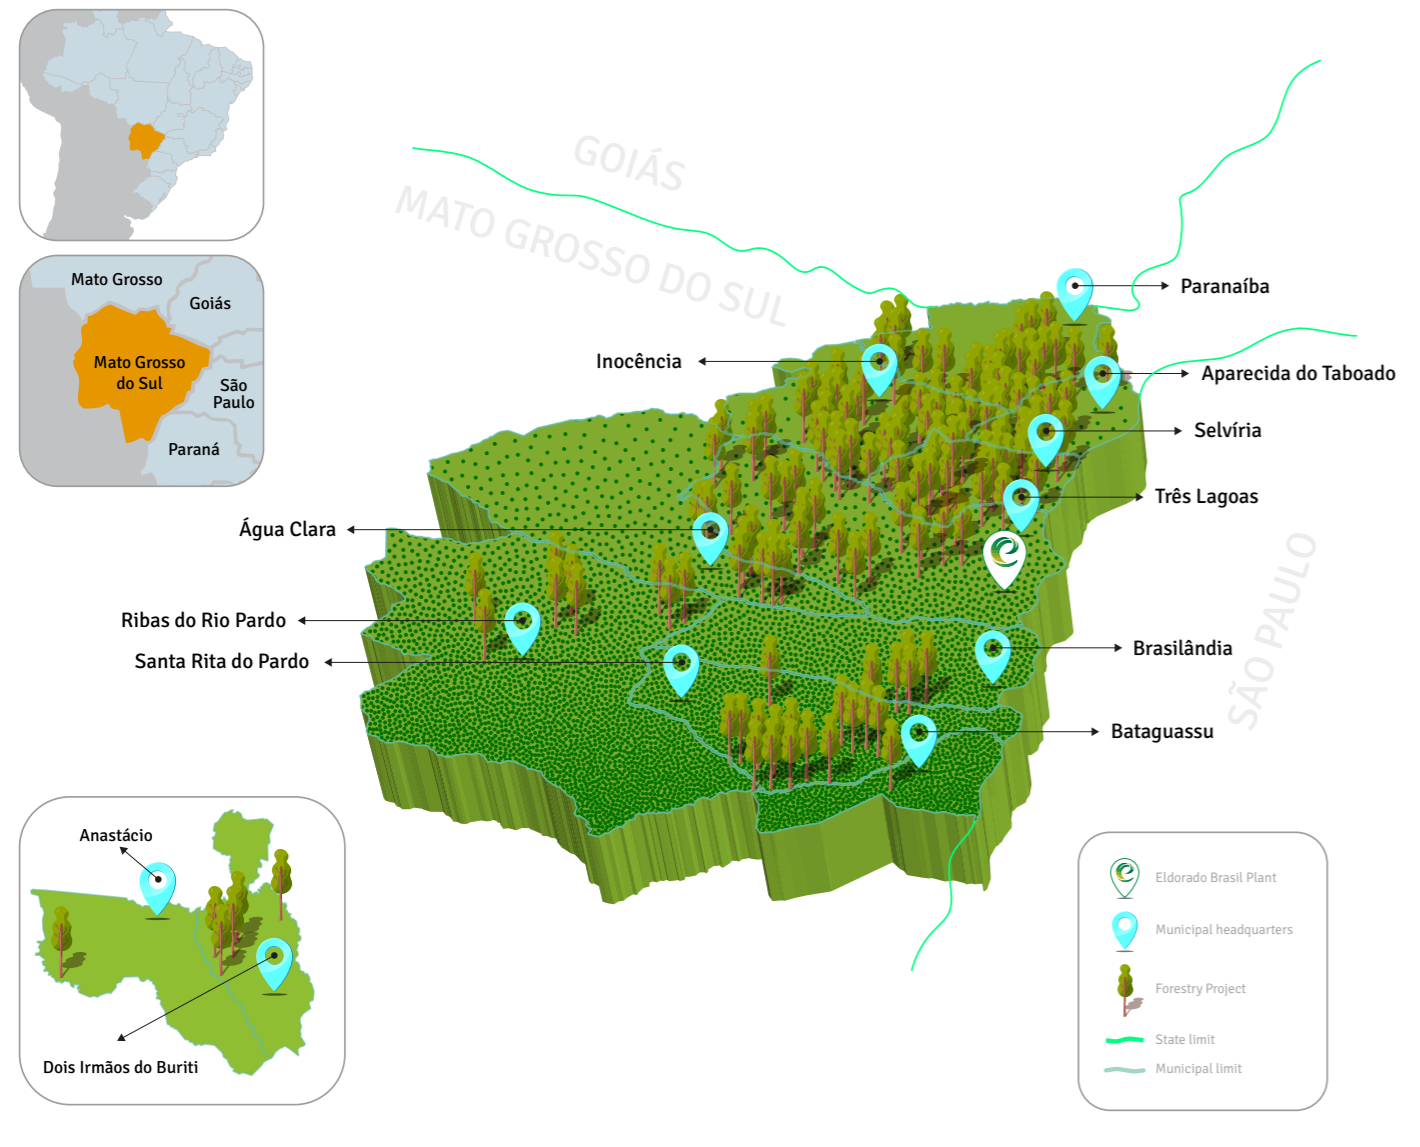 GOIÁS
MATO GROSSO DO SUL
SÃO PAULO
Mato Grosso
Goiás
Mato Grosso
do Sul
São
Paulo
Paraná
Paranaíba
Inocência
Aparecida do Taboado
Selvíria
Três Lagoas
Água Clara
Ribas do Rio Pardo
Santa Rita do Pardo
Brasilândia
Bataguassu
Anastácio
Dois Irmãos do Buriti
Eldorado Brasil Plant
Municipal headquarters
Forestry Project
State limit
Municipal limit